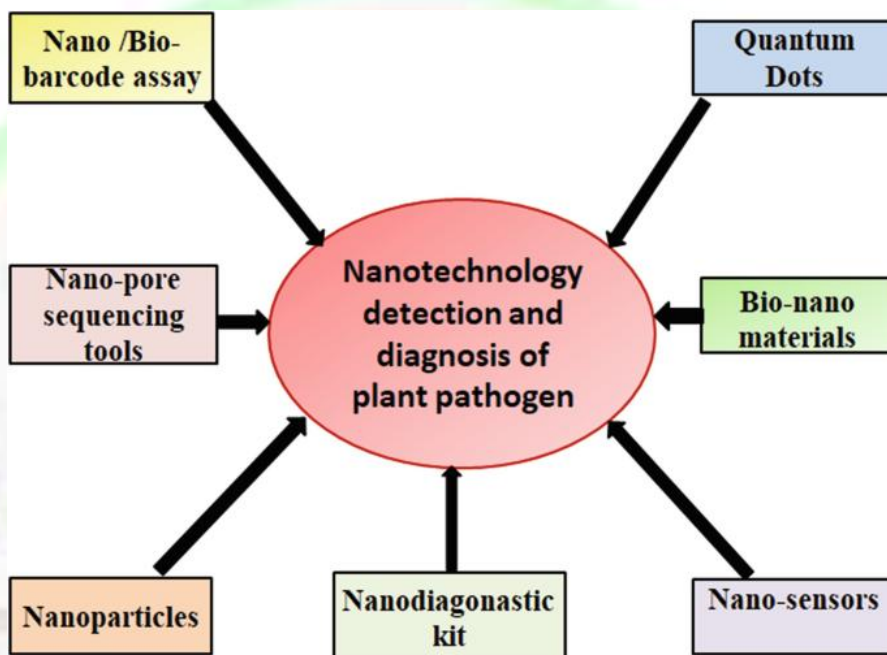 Nano /Bio-
barcode assay
Quantum
Dots
Nanotechnology
detection and
diagnosis of
plant pathogen
Nano-pore
sequencing
tools
Bio-nano
materials
Nanoparticles
Nanodiagonastic
kit
Nano-sensors